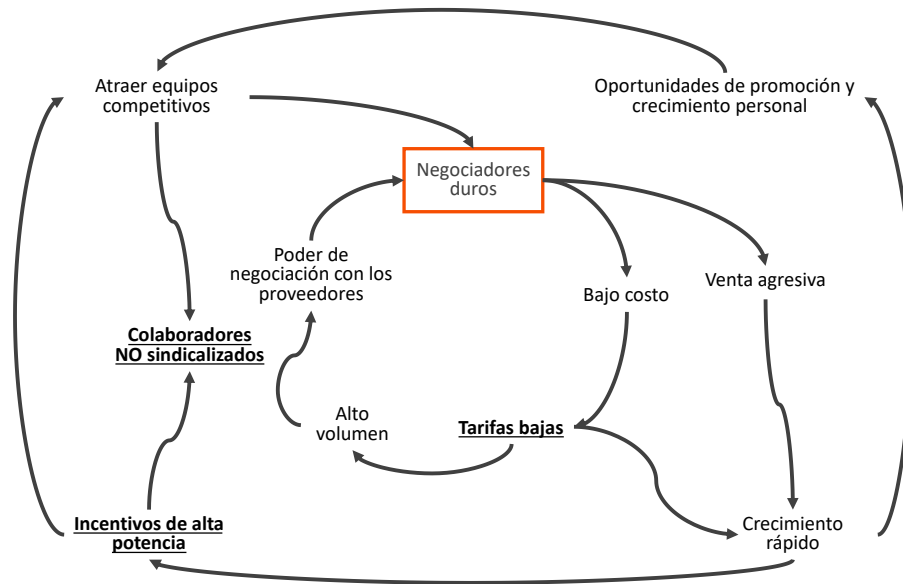 Atraer equipos
competitivos
Oportunidades de promoción y
crecimiento personal
Negociadores
duros
Poder de
negociación con los
proveedores
Bajo costo
Venta agresiva
Colaboradores
NO sindicalizados
Alto
volumen
Tarifas bajas
Incentivos de alta
potencia
Crecimiento
rápido